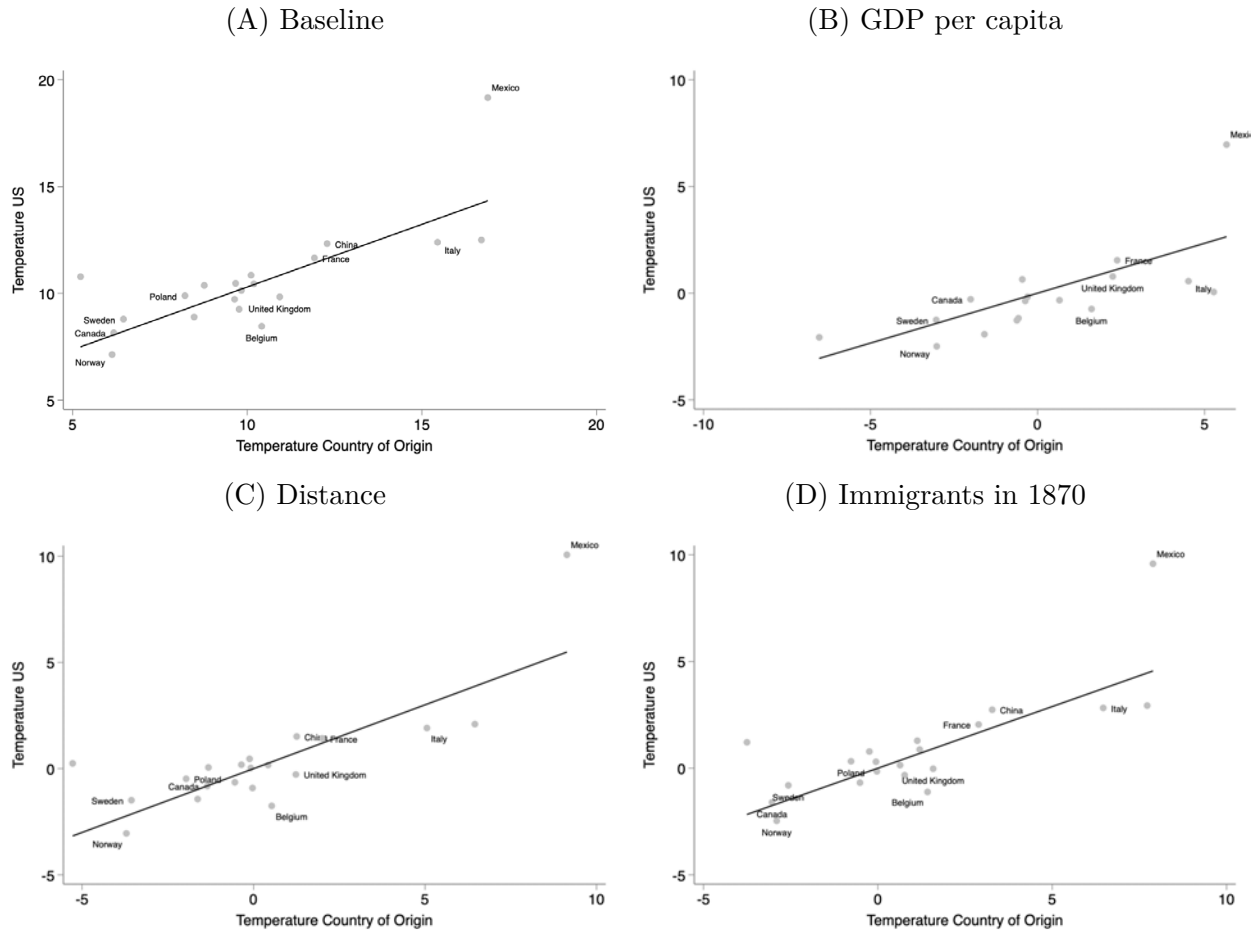 (A) Baseline
20
15
10
5
Temperature US
Mexico
China
France
Italy
Poland
United Kingdom
Sweden
Canada
Belgium
Norway
5
10
15
20
Temperature Country of Origin
(B) GDP per capita
10
5
0
-5
Temperature US
Mexic
France
United Kingdom
Italy
Canada
Sweden
Belgium
Norway
-10
-5
0
5
Temperature Country of Origin
(C) Distance
10
5
0
-5
Temperature US
Mexico
China
France
Italy
Poland
United Kingdom
Canada
Sweden
Belgium
Norway
-5
0
5
10
Temperature Country of Origin
(D) Immigrants in 1870
10
5
0
-5
Temperature US
Mexico
China
Italy
France
Poland
United Kingdom
Sweden
Belgium
Canada
Norway
-5
0
5
10
Temperature Country of Origin